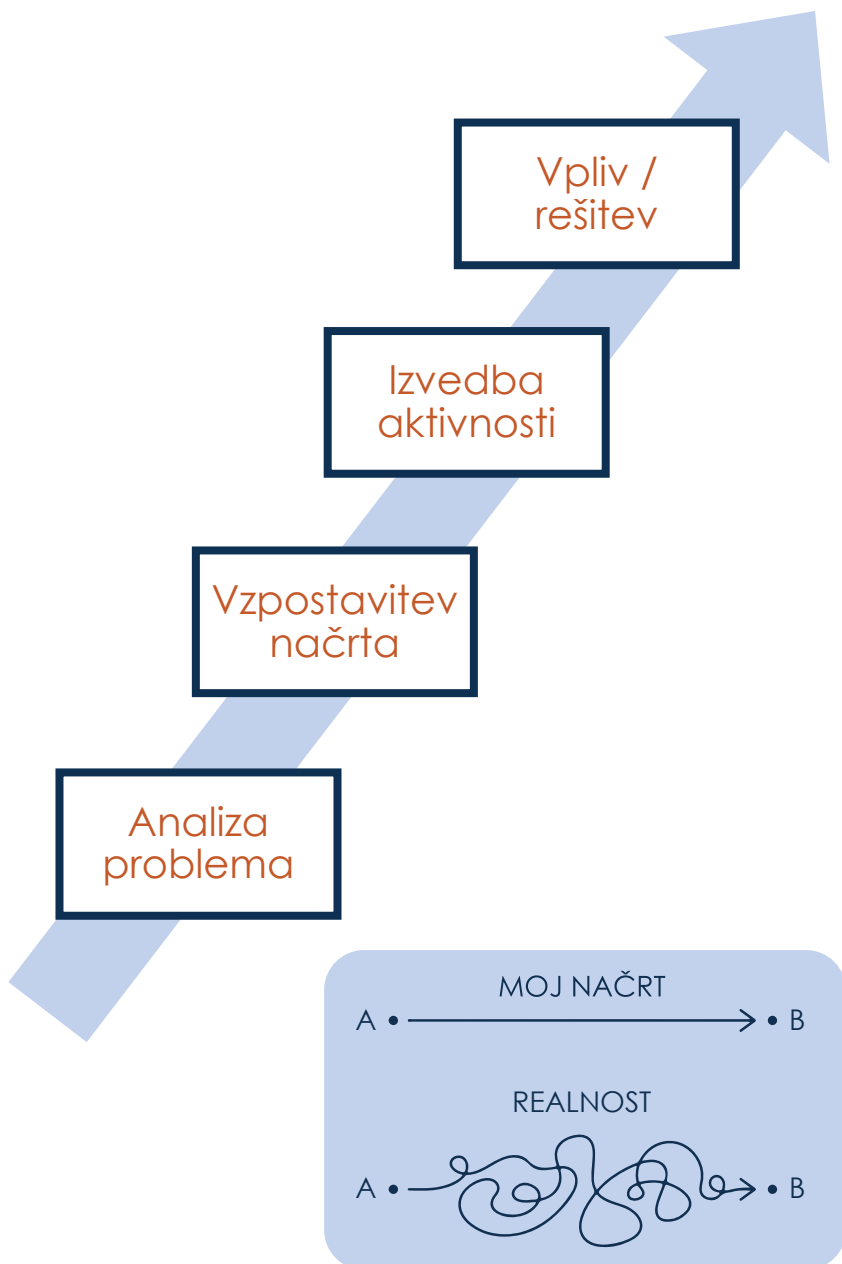 Vpliv /
rešitev
Izvedba
aktivnosti
Vzpostavitev
načrta
Analiza
problema
MOJ NAČRT
A B
REALNOST
A B